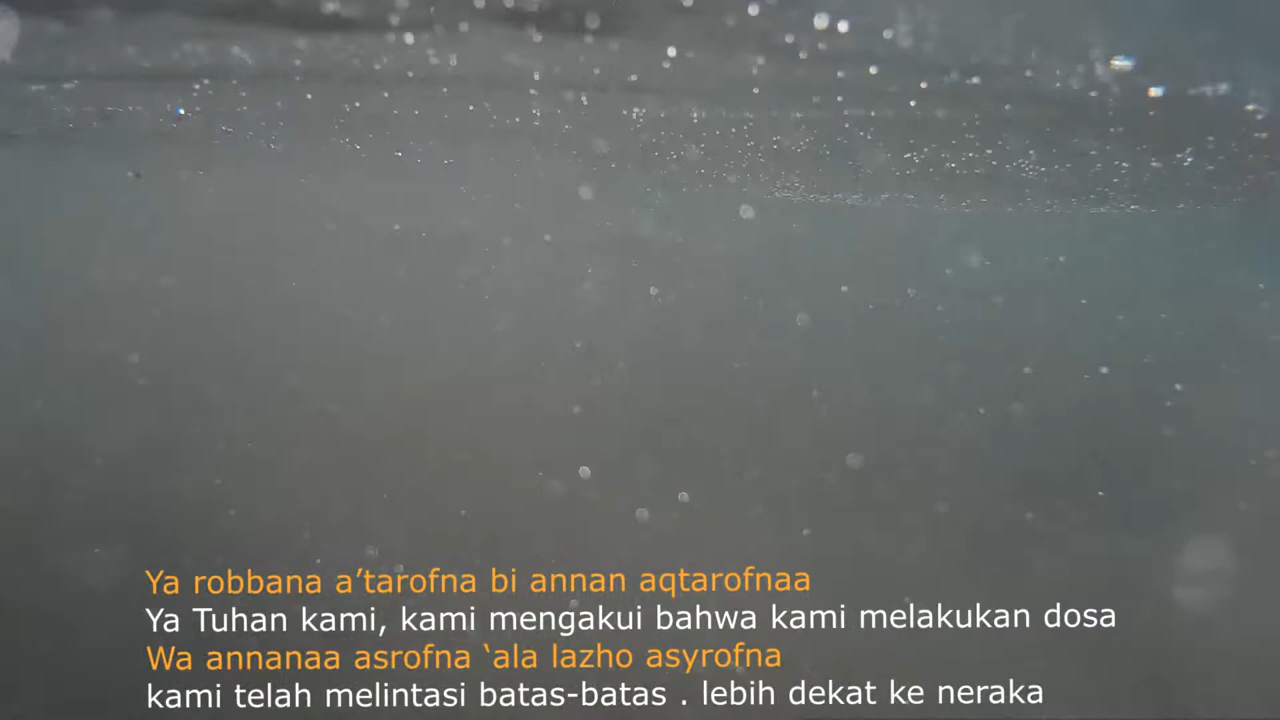 Ya robbana a’tarofna bi annan aqtarofnaa
Ya Tuhan kami, kami mengakui bahwa kami melakukan dosa
Wa annanaa asrofna ‘ala lazho asyrofna
kami telah melintasi batas-batas . lebih dekat ke neraka